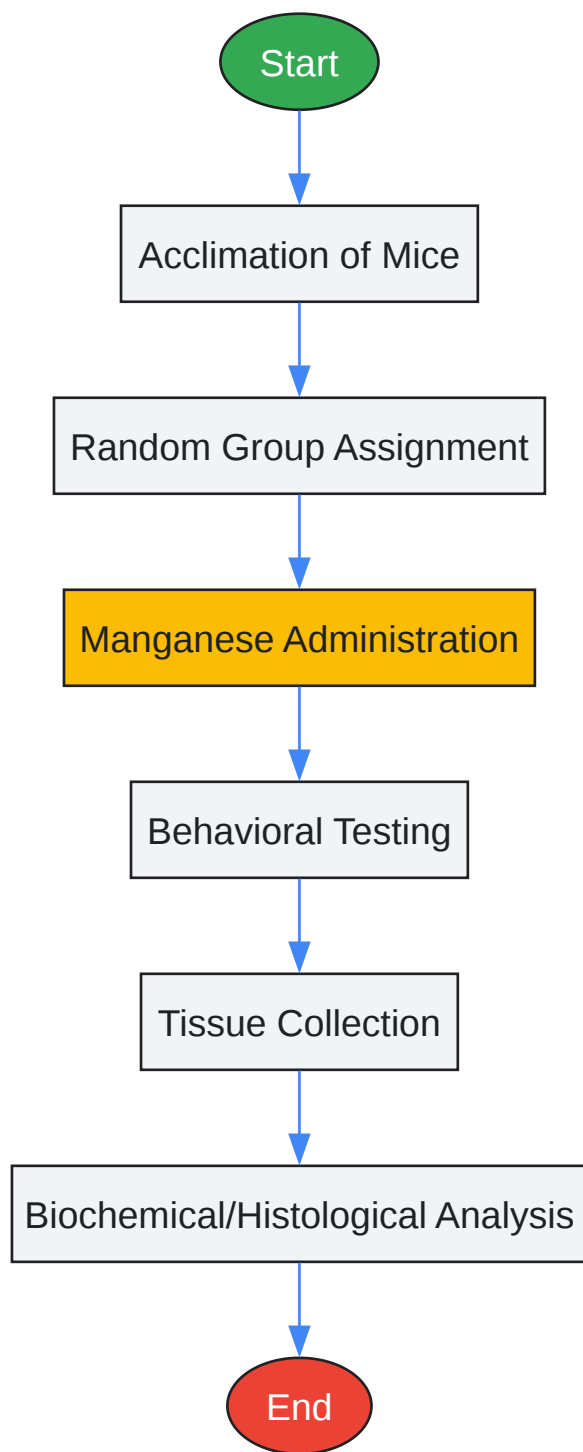 Start
Acclimation of Mice
Random Group Assignment
Manganese Administration
Behavioral Testing
Tissue Collection
Biochemical/Histological Analysis
End